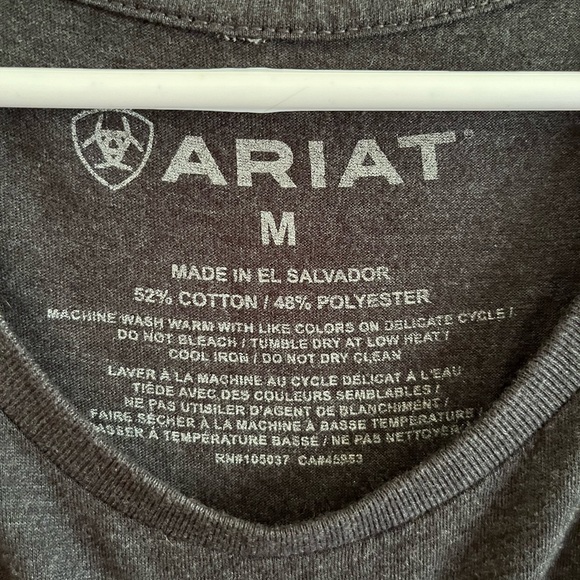 ARIAT®
M
MADE IN EL SALVADOR
52% COTTON / 48% POLYESTER
MACHINE WASH WARM WITH LIKE COLORS ON DELICATE CYCLE /
DO NOT BLEACH / TUMBLE DRY AT LOW HEAT /
COOL IRON / DO NOT DRY CLEAN
LAVER À LA MACHINE AU CYCLE DÉLICAT À L'EAU
TIÈDE AVEC DES COULEURS SEMBLABLES /
NE PAS UTISILER D'AGENT DE BLANCHIMENT /
FAIRE SÉCHER À LA MACHINE À BASSE TEMPÉRATURE /
ASSER À TEMPÉRATURE BASSE / NE PAS NETTOYER
RN#105037 CA#45953